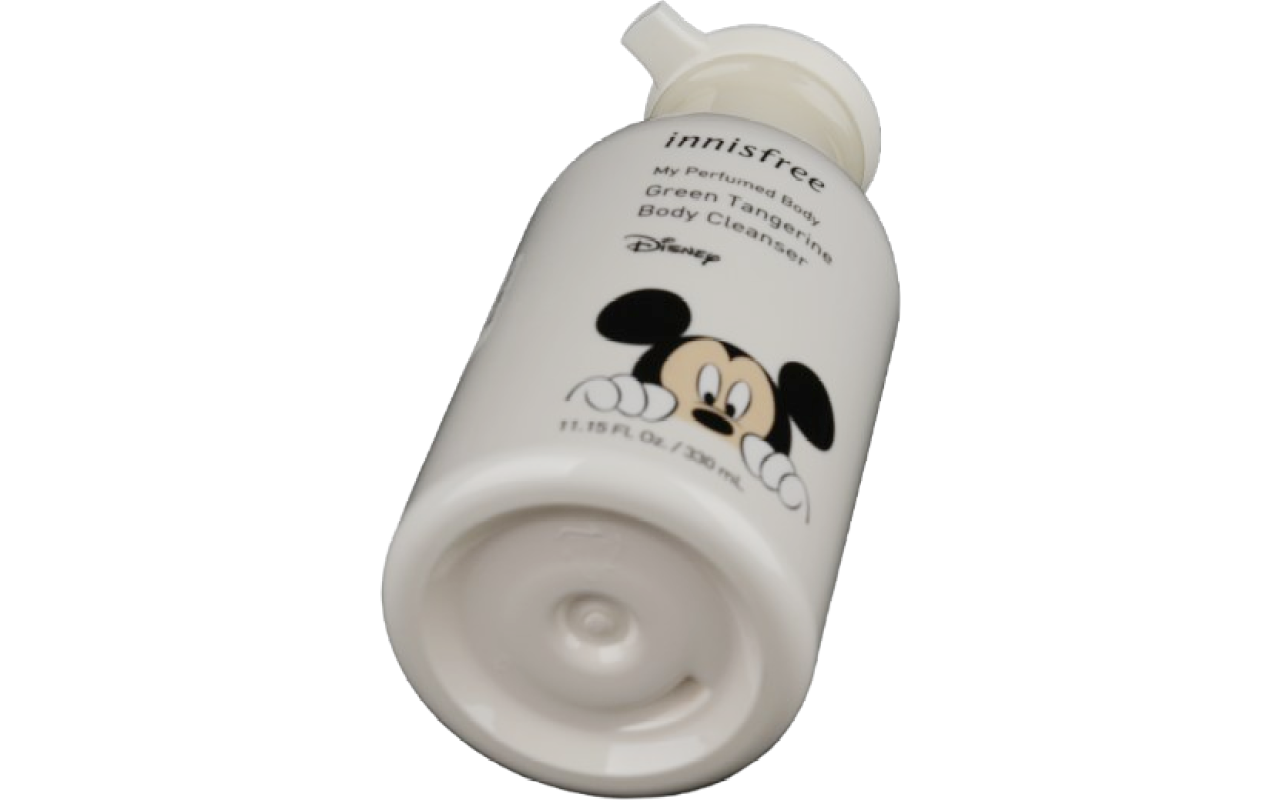 innisfree
My Perfumed Body
Green Tangerine
Body Cleanser
Disney
11.15 FL Oz. / 330 mL